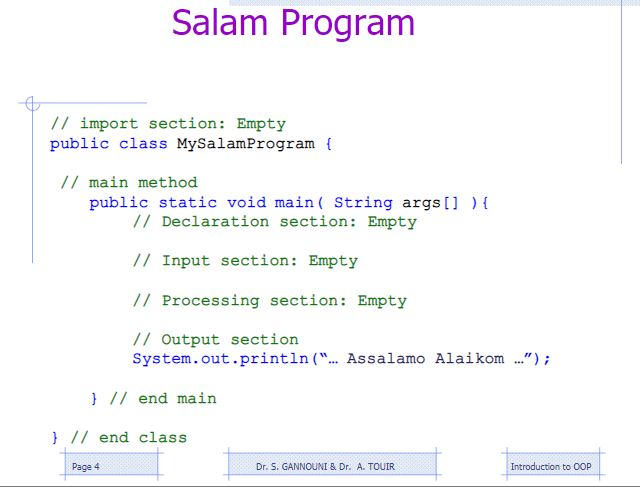 Salam Program
// import section: Empty
public class MySalamProgram {
// main method
public static void main( String args[] ){
// Declaration section: Empty
// Input section: Empty
// Processing section: Empty
// Output section
System.out.println(“… Assalamo Alaikom …”);
} // end main
} // end class
Page 4
Dr. S. GANNOUNI & Dr. A. TOUIR
Introduction to OOP